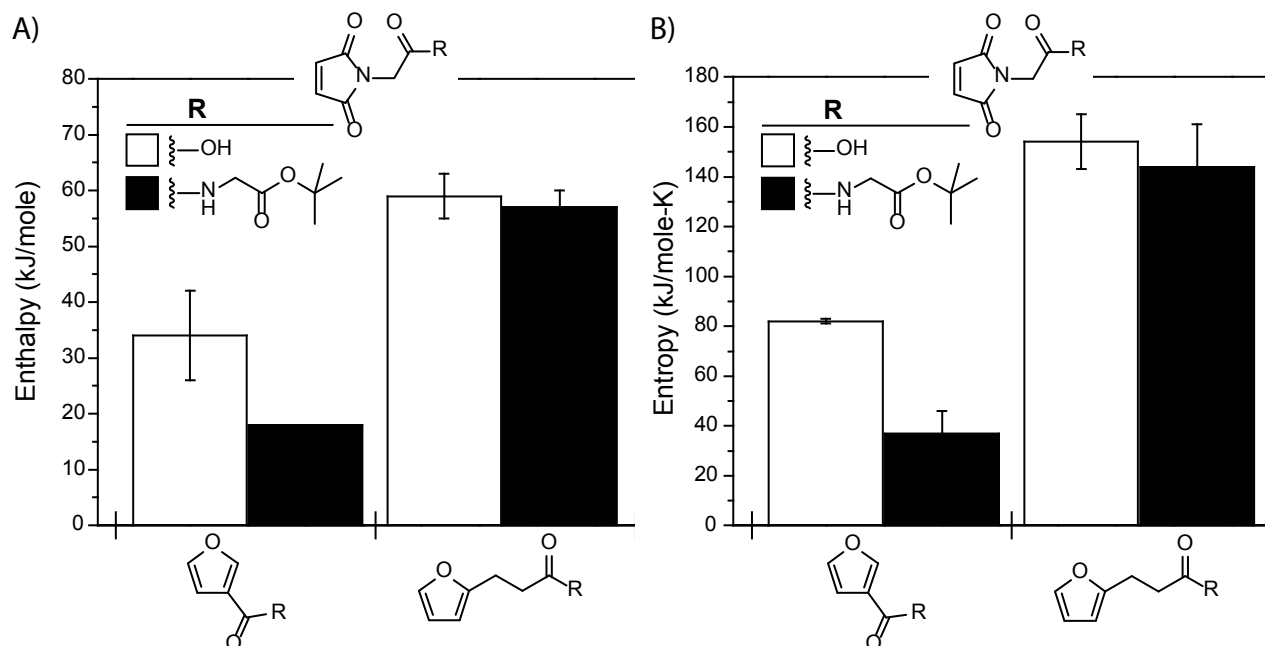 A)
O
O
R
N
O
R
OH
N
H
O
O
Enthalpy (kJ/mole)
80
70
60
50
40
30
20
10
0
O
O
R
O
O
R
B)
O
O
R
N
O
R
OH
N
H
O
O
Entropy (kJ/mole-K)
180
160
140
120
100
80
60
40
20
0
O
O
R
O
O
R